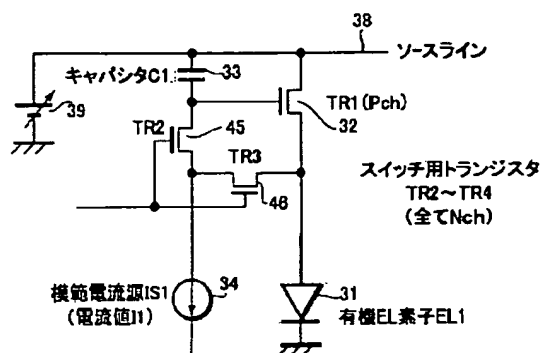 38
ソースライン
キャパシタC1
33
TR1(Pch)
32
39
TR2
45
TR3
46
スイッチ用トランジスタ
TR2～TR4
(全てNch)
模範電流源IS1
(電流値I1)
34
31
有機EL素子EL1